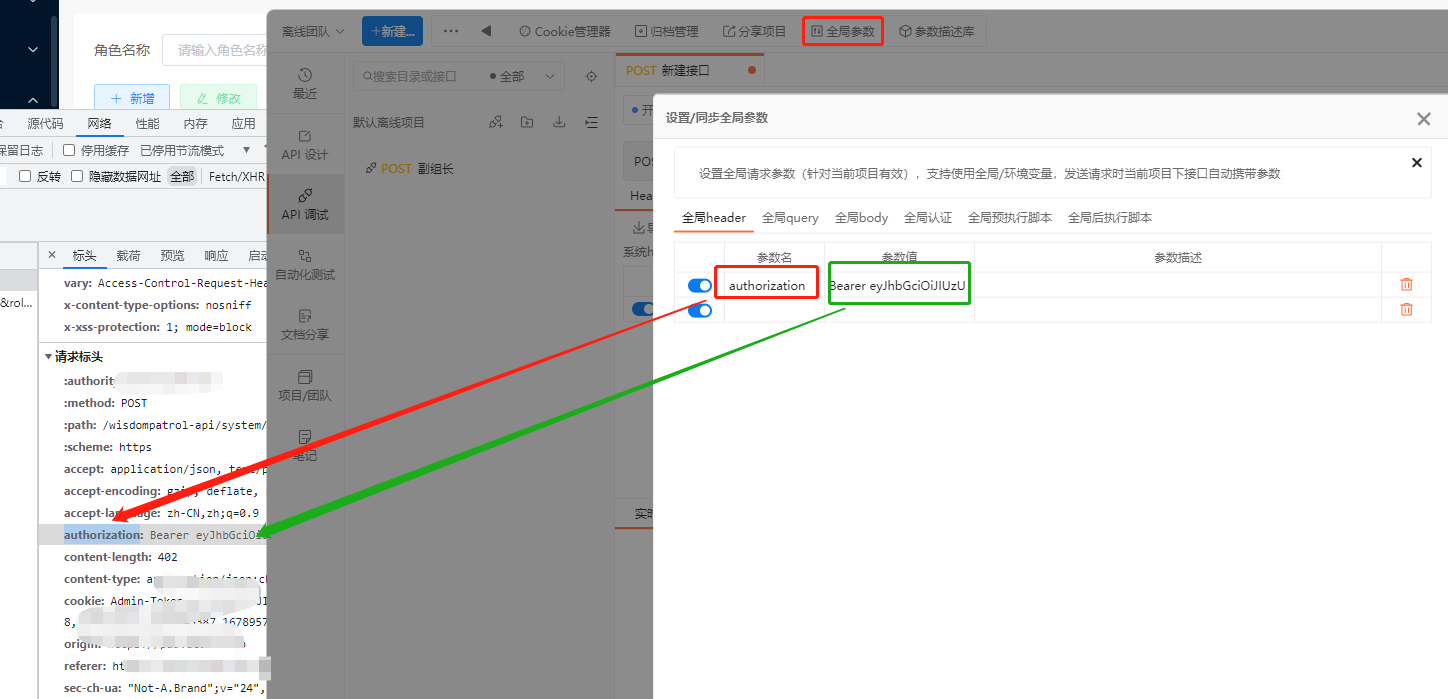 角色名称
请输入角色名称
新增
修改
源代码
网络
性能
内存
应用
保留日志
停用缓存
已停用节流模式
反转
隐藏数据网址
全部
Fetch/XHR
&rol...
标头
载荷
预览
响应
启动
vary: Access-Control-Request-Hea
x-content-type-options: nosniff
x-xss-protection: 1; mode=block
请求标头
:authority
:method: POST
:path: /wisdompatrol-api/system/
:scheme: https
accept: application/json,
accept-encoding: gzip, deflate,
accept-language: zh-CN,zh;q=0.9
authorization: Bearer eyJhbGciOi
content-length: 402
content-type:
cookie: Admin-Token
origin:
referer: ht
sec-ch-ua: "Not-A.Brand";v="24",
离线团队
+新建...
Cookie管理器
归档管理
分享项目
全局参数
参数描述库
最近
API 设计
API 调试
自动化测试
文档分享
项目/团队
笔记
搜索目录或接口
全部
默认离线项目
POST 副组长
POST 新建接口
开
POS
Hea
系统h
实时
设置/同步全局参数
设置全局请求参数（针对当前项目有效），支持使用全局/环境变量，发送请求时当前项目下接口自动携带参数
全局header
全局query
全局body
全局认证
全局预执行脚本
全局后执行脚本
参数名
参数值
参数描述
authorization
Bearer eyJhbGciOiJIUzU